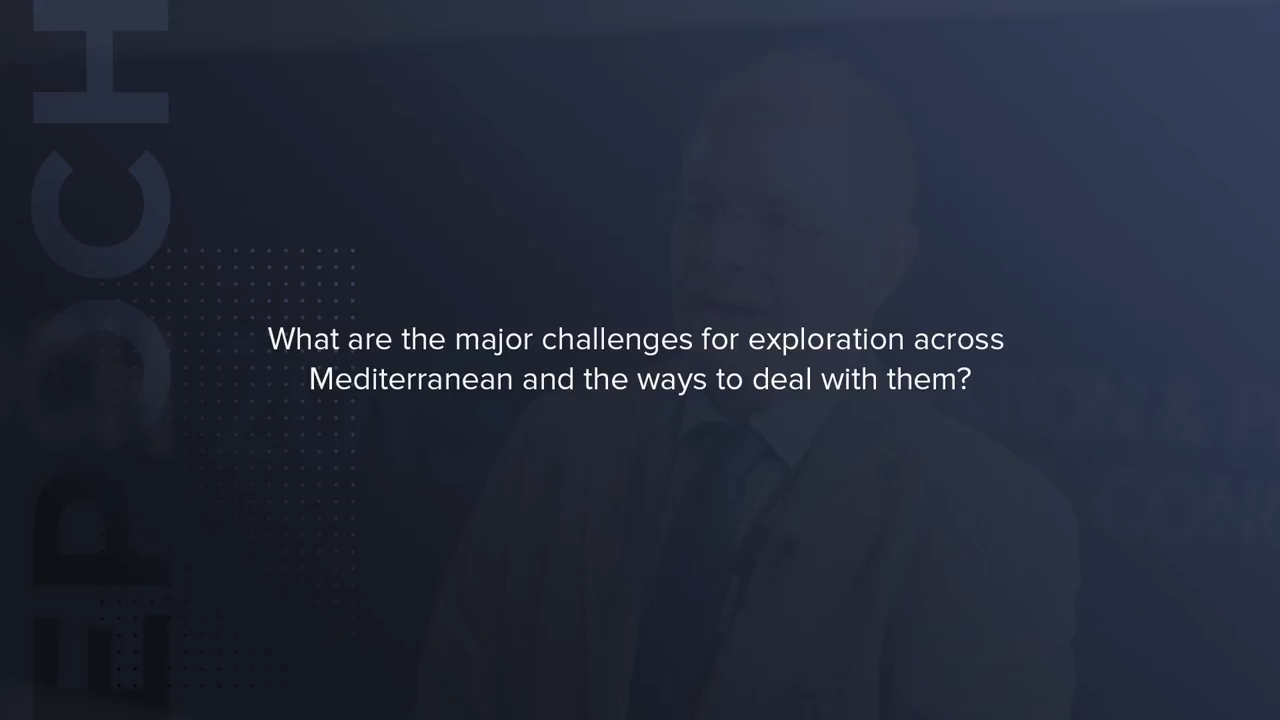 What are the major challenges for exploration across
Mediterranean and the ways to deal with them?